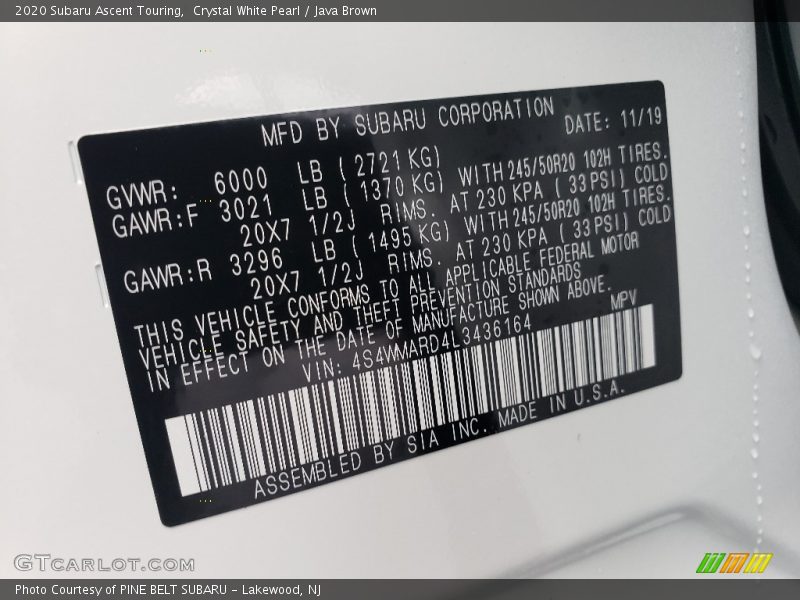 2020 Subaru Ascent Touring,  Crystal White Pearl / Java Brown
MFD BY SUBARU CORPORATION DATE: 11/19
GVWR: 6000 LB ( 2721 KG)
GAWR:F 3021 LB ( 1370 KG) WITH 245/50R20 102H TIRES.
20X7 1/2J RIMS. AT 230 KPA ( 33 PSI) COLD
GAWR:R 3296 LB ( 1495 KG) WITH 245/50R20 102H TIRES.
20X7 1/2J RIMS. AT 230 KPA ( 33 PSI) COLD
THIS VEHICLE CONFORMS TO ALL APPLICABLE FEDERAL MOTOR
VEHICLE SAFETY AND THEFT PREVENTION STANDARDS
IN EFFECT ON THE DATE OF MANUFACTURE SHOWN ABOVE.
VIN: 4S4WMARD4L3436164 MPV
ASSEMBLED BY SIA INC. MADE IN U.S.A.
GTCARLOT.COM
Photo Courtesy of PINE BELT SUBARU - Lakewood, NJ